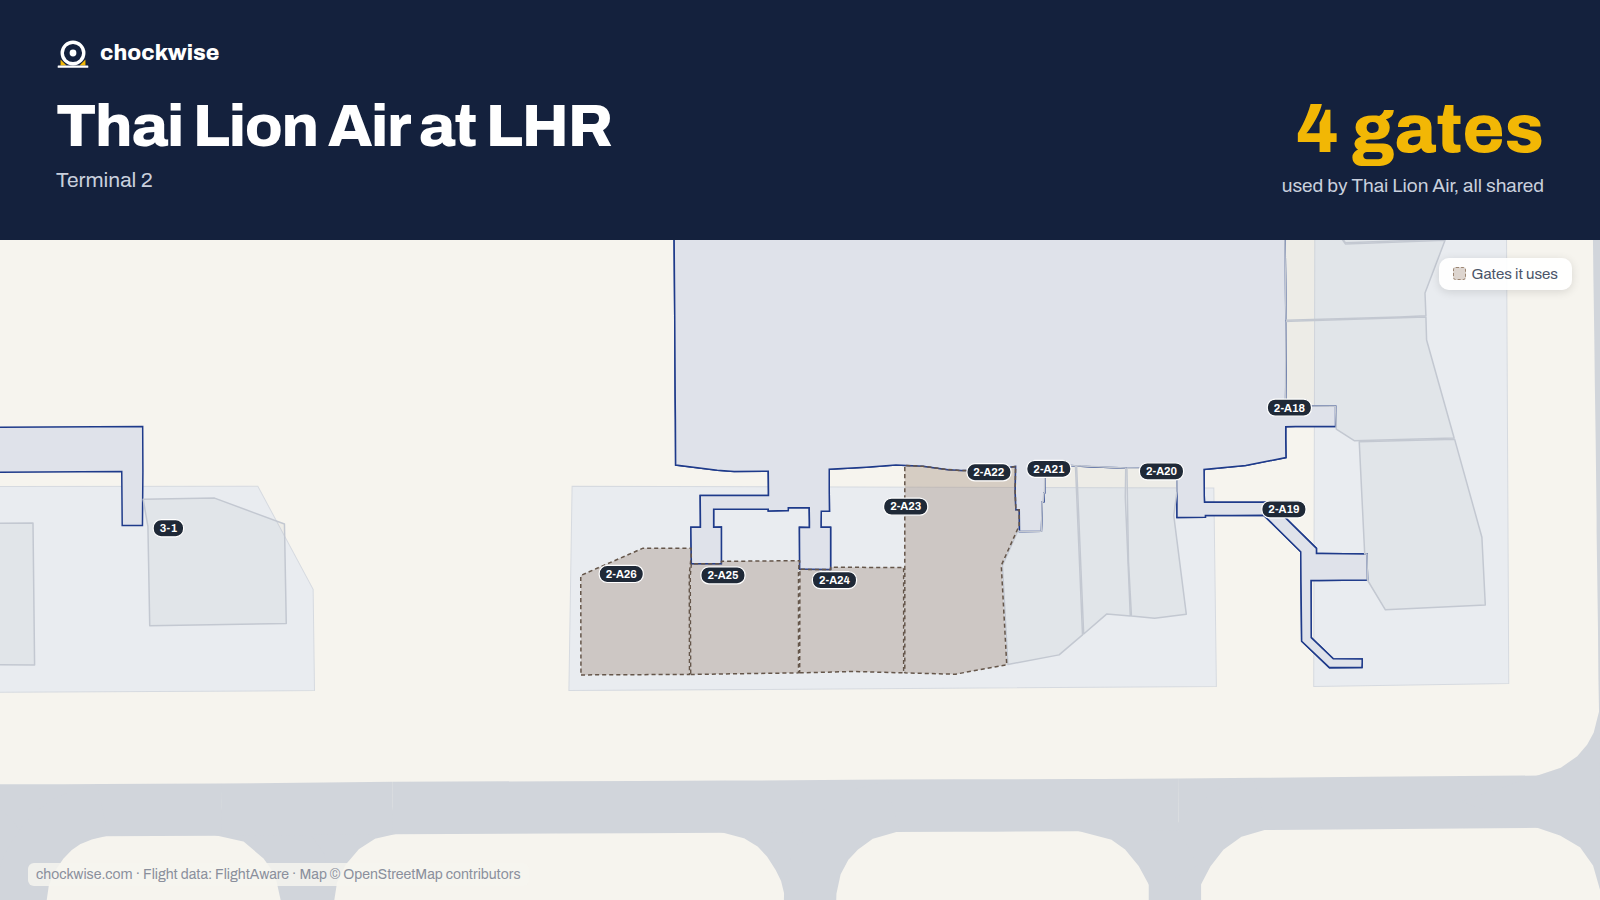 chockwise
Thai Lion Air at LHR
Terminal 2
4 gates
used by Thai Lion Air, all shared
Gates it uses
2-A18
2-A22
2-A21
2-A20
2-A23
2-A19
3-1
2-A26
2-A25
2-A24
chockwise.com · Flight data: FlightAware · Map © OpenStreetMap contributors